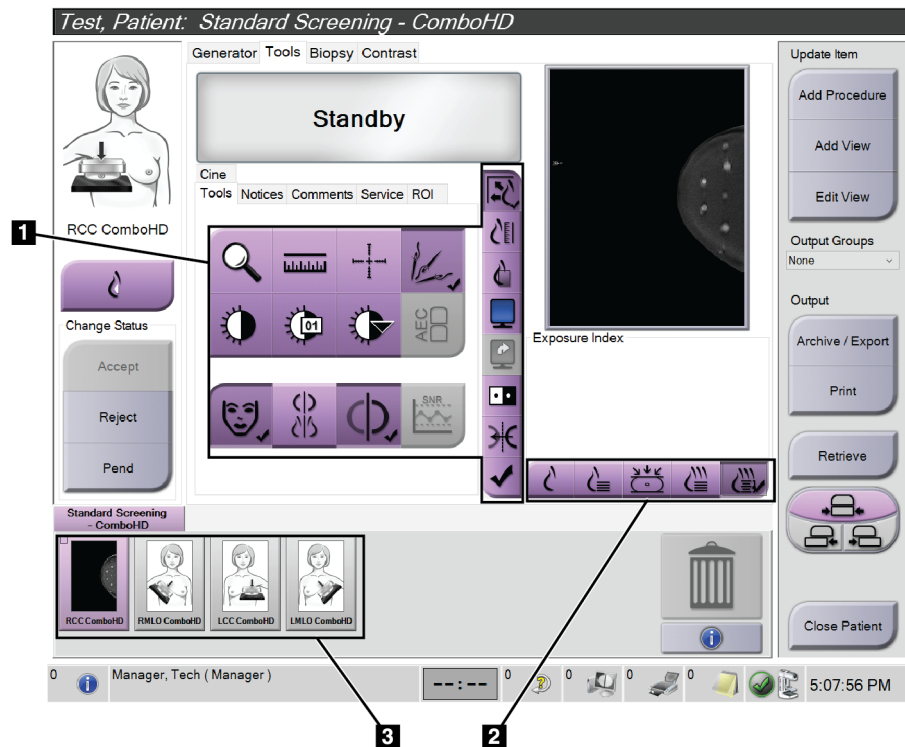 Test, Patient: Standard Screening - ComboHD
Generator Tools Biopsy Contrast
Update Item
Standby
Add Procedure
Add View
Edit View
Cine
Tools Notices Comments Service ROI
1
RCC ComboHD
01
AEC
Output Groups
None
Change Status
Accept
Reject
Pend
SNR
Exposure Index
Output
Archive / Export
Print
Retrieve
Standard Screening
- ComboHD
RCC ComboHD
RMLO ComboHD
LCC ComboHD
LMLO ComboHD
Close Patient
0
Manager, Tech ( Manager )
--:--
0
0
0
0
5:07:56 PM
3
2